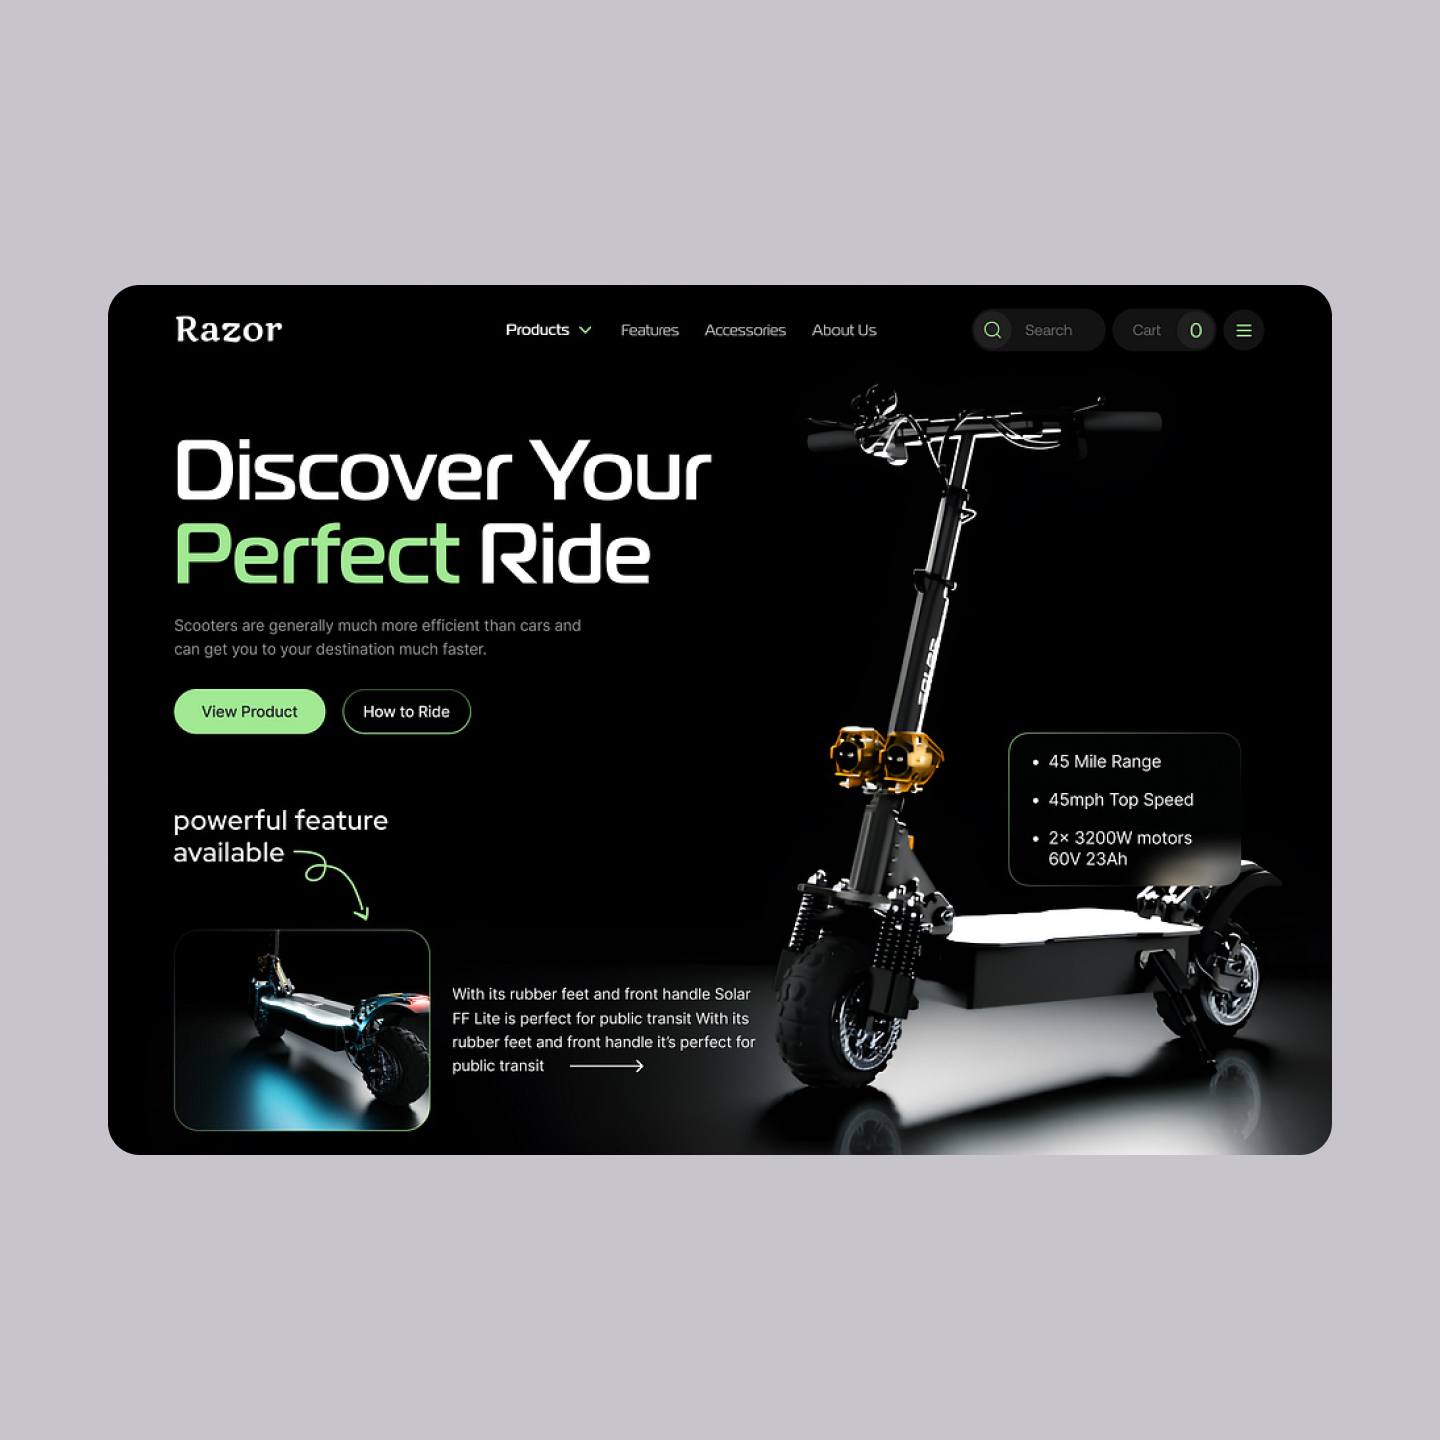 Razor
Products
Features
Accessories
About Us
Search
Cart
0
Discover Your
Perfect Ride
Scooters are generally much more efficient than cars and
can get you to your destination much faster.
View Product
How to Ride
SOLAR
• 45 Mile Range
• 45mph Top Speed
• 2× 3200W motors
60V 23Ah
powerful feature
available
With its rubber feet and front handle Solar
FF Lite is perfect for public transit With its
rubber feet and front handle it's perfect for
public transit